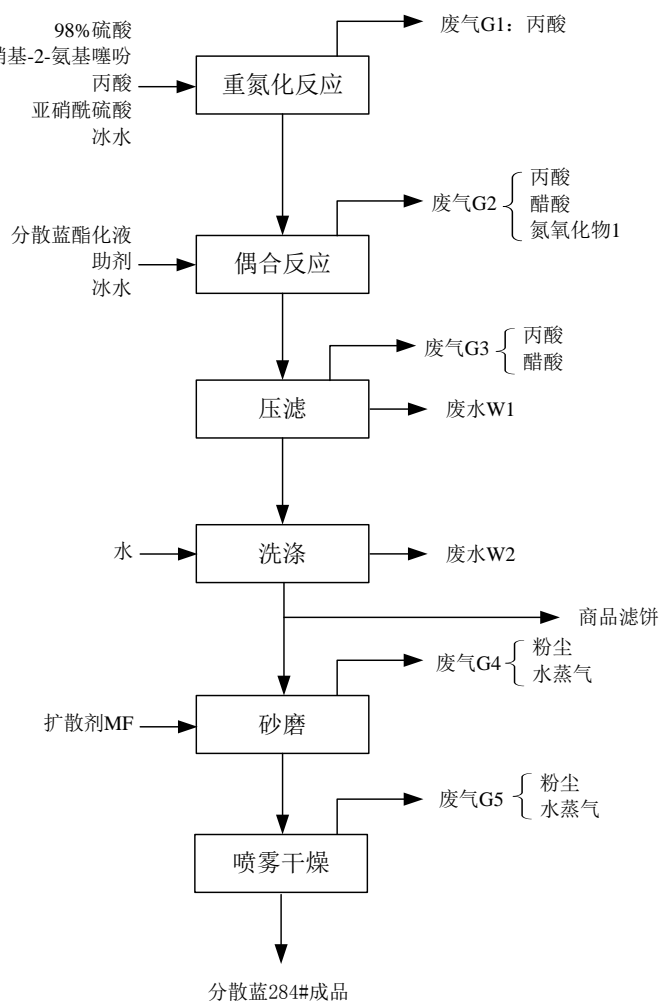 98%硫酸
硝基-2-氨基噻吩
丙酸
亚硝酰硫酸
冰水
重氮化反应
废气G1：丙酸
分散蓝酯化液
助剂
冰水
偶合反应
废气G2
丙酸
醋酸
氮氧化物1
压滤
废气G3
丙酸
醋酸
废水W1
水
洗涤
废水W2
商品滤饼
扩散剂MF
砂磨
废气G4
粉尘
水蒸气
喷雾干燥
废气G5
粉尘
水蒸气
分散蓝284#成品